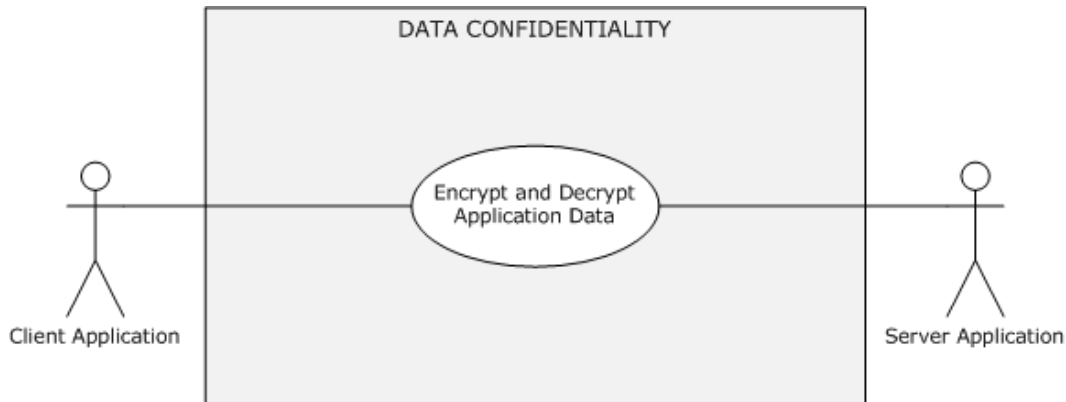 DATA CONFIDENTIALITY
Encrypt and Decrypt
Application Data
Client Application
Server Application